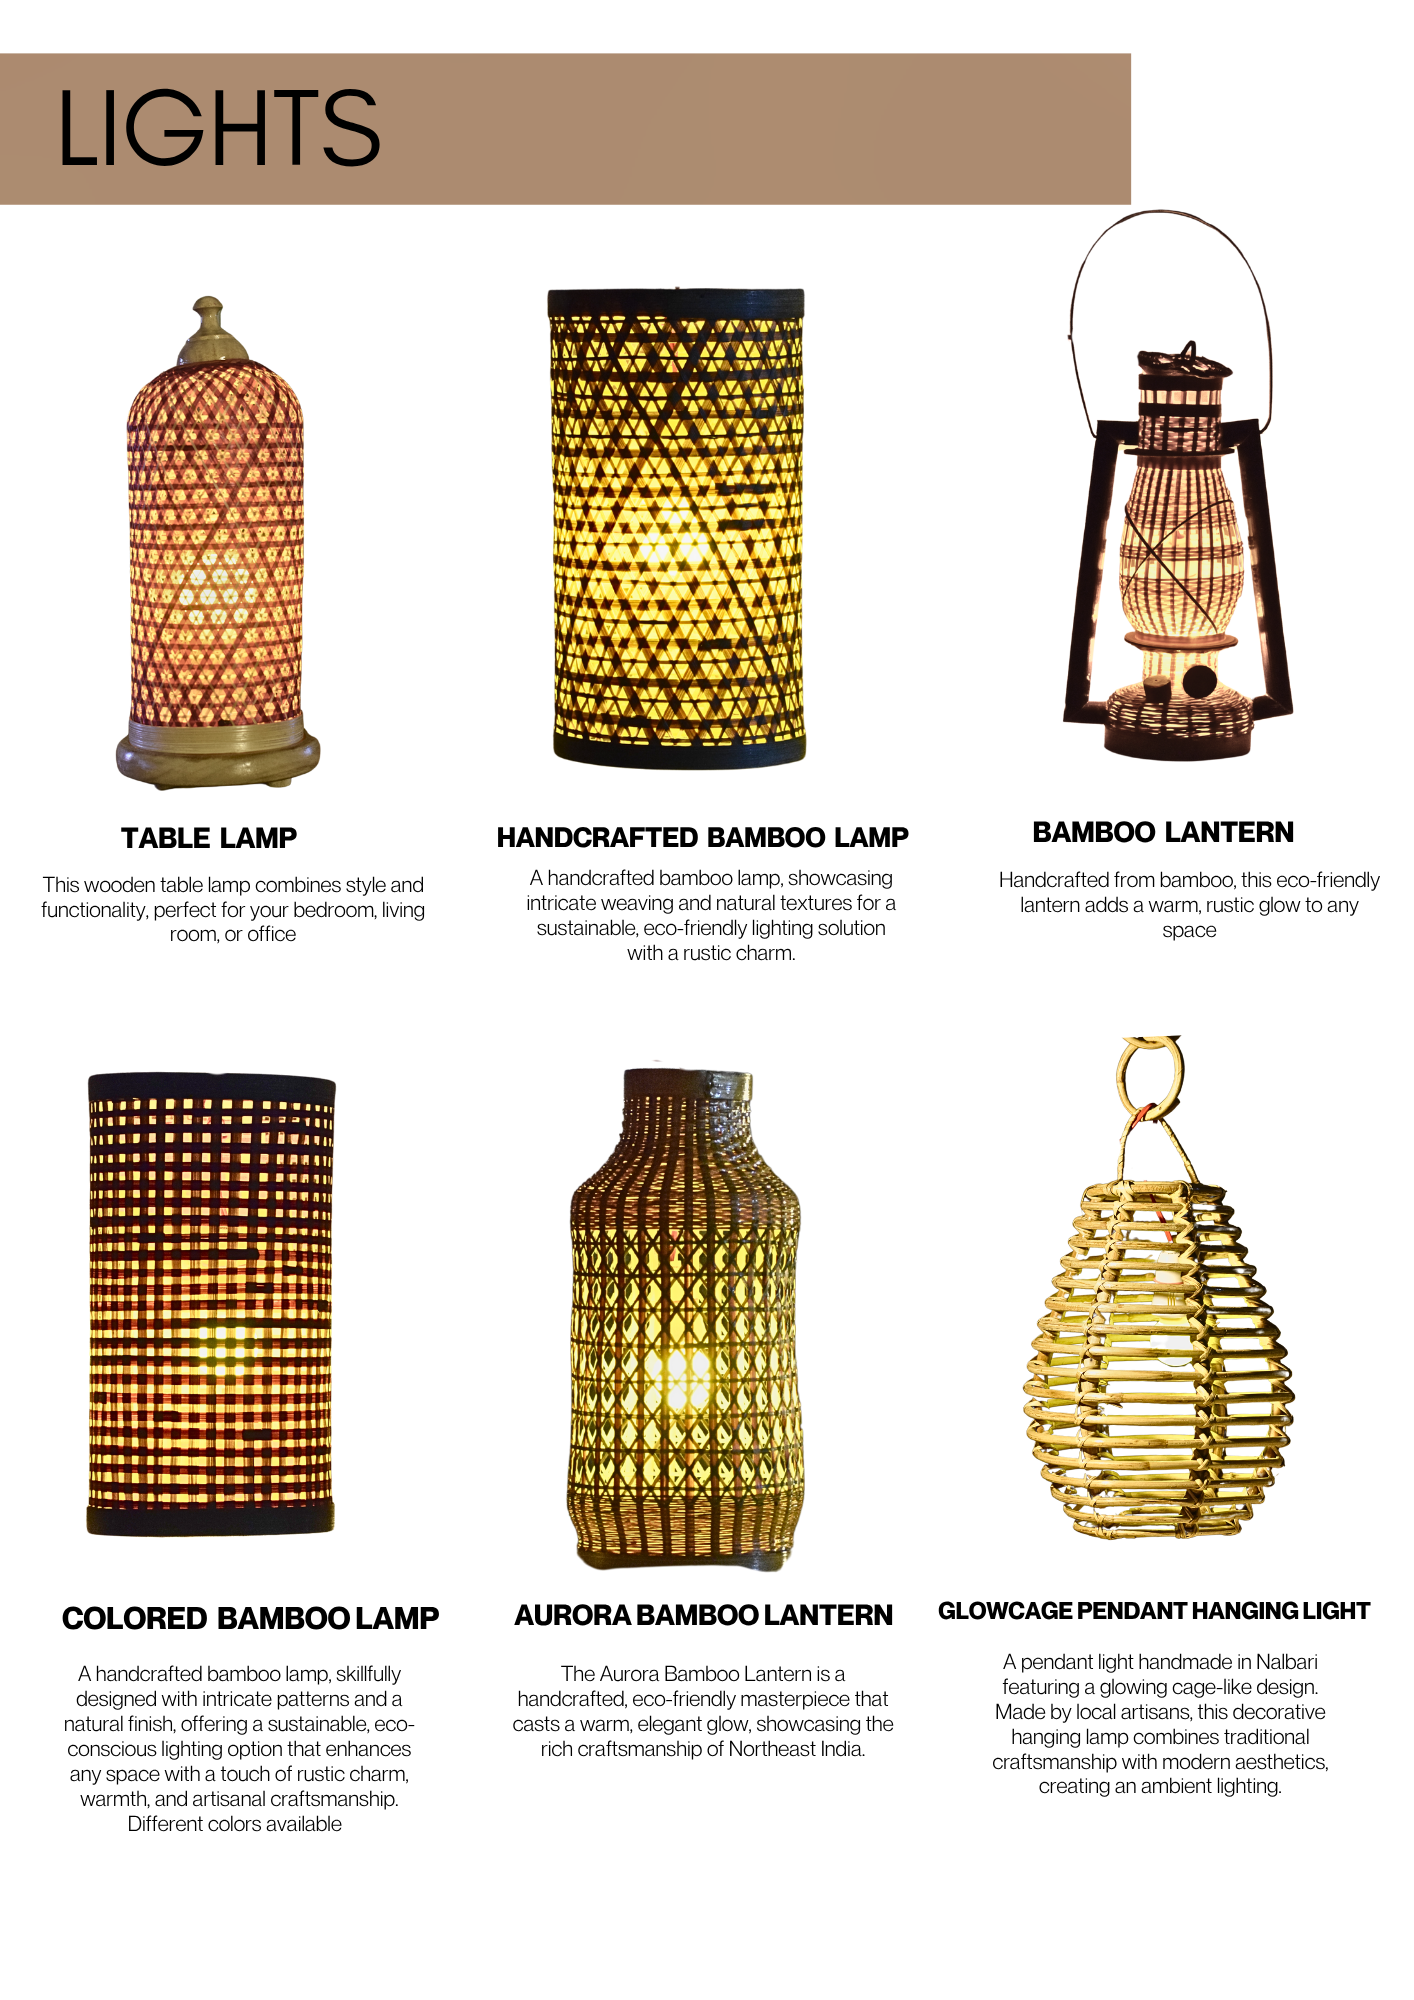 LIGHTS
TABLE LAMP
This wooden table lamp combines style and
functionality, perfect for your bedroom, living
room, or office
HANDCRAFTED BAMBOO LAMP
A handcrafted bamboo lamp, showcasing
intricate weaving and natural textures for a
sustainable, eco-friendly lighting solution
with a rustic charm.
BAMBOO LANTERN
Handcrafted from bamboo, this eco-friendly
lantern adds a warm, rustic glow to any
space
COLORED BAMBOO LAMP
A handcrafted bamboo lamp, skillfully
designed with intricate patterns and a
natural finish, offering a sustainable, eco-
conscious lighting option that enhances
any space with a touch of rustic charm,
warmth, and artisanal craftsmanship.
Different colors available
AURORA BAMBOO LANTERN
The Aurora Bamboo Lantern is a
handcrafted, eco-friendly masterpiece that
casts a warm, elegant glow, showcasing the
rich craftsmanship of Northeast India.
GLOWCAGE PENDANT HANGING LIGHT
A pendant light handmade in Nalbari
featuring a glowing cage-like design.
Made by local artisans, this decorative
hanging lamp combines traditional
craftsmanship with modern aesthetics,
creating an ambient lighting.